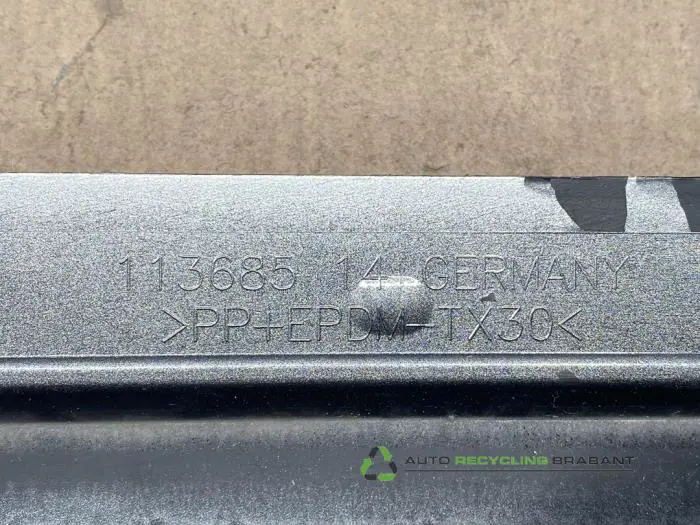 113685 14 GERMANY
>PP+EPDM-TX30<
AUTO RECYCLING BRABANT